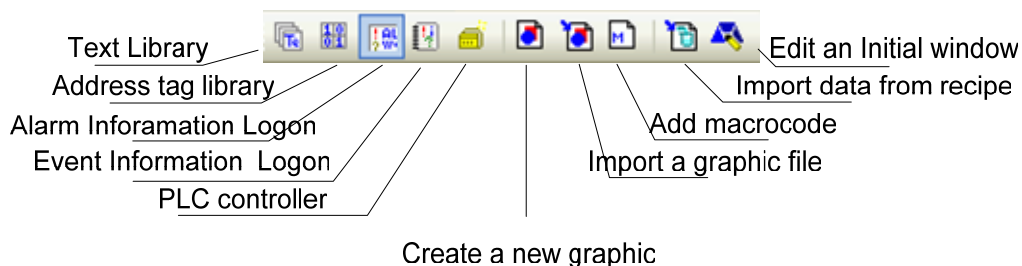 Text Library
Edit an Initial window
Address tag library
Import data from recipe
Alarm Inforamation Logon
Add macrocode
Event Information Logon
Import a graphic file
PLC controller
Create a new graphic